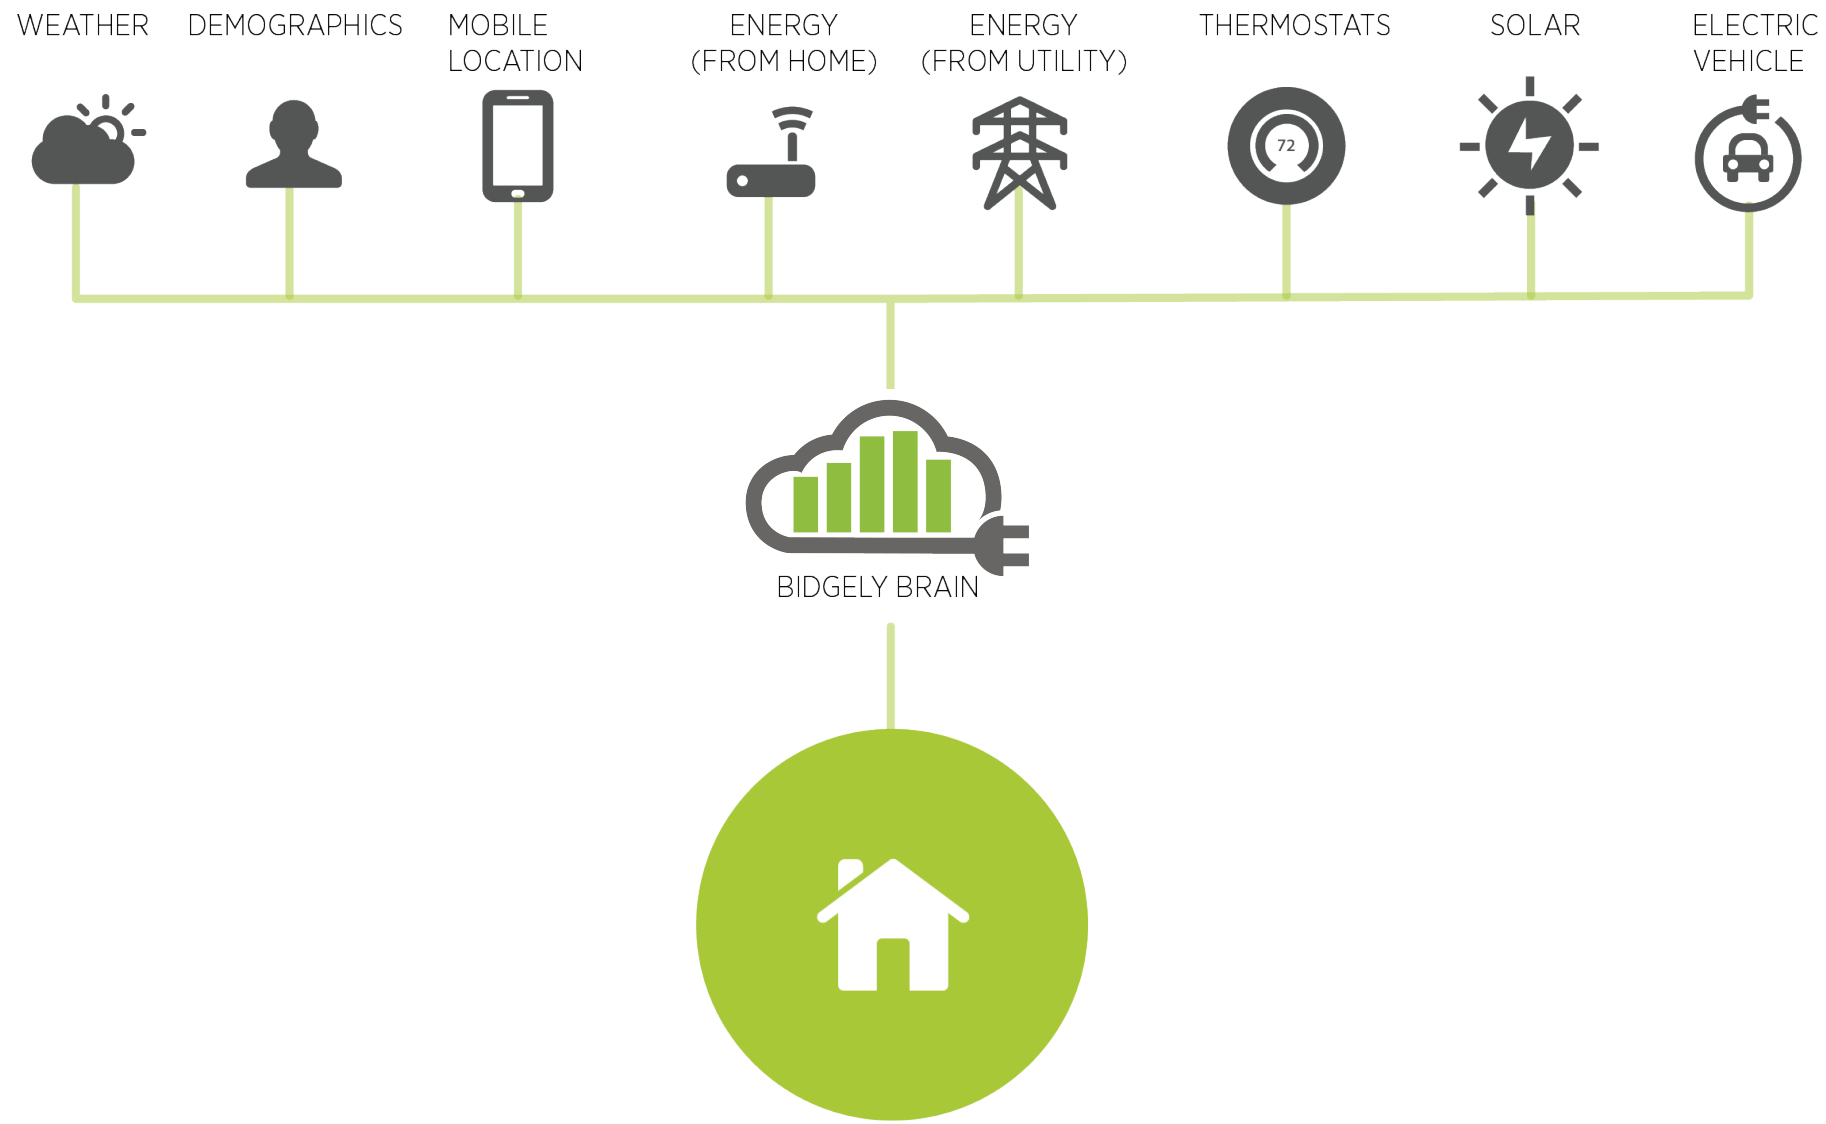 WEATHER
DEMOGRAPHICS
MOBILE
LOCATION
ENERGY
(FROM HOME)
ENERGY
(FROM UTILITY)
THERMOSTATS
SOLAR
ELECTRIC
VEHICLE
72
BIDGELY BRAIN